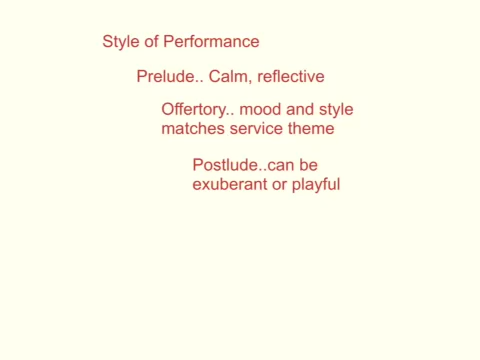 Style of Performance
Prelude.. Calm, reflective
Offertory.. mood and style
matches service theme
Postlude..can be
exuberant or playful